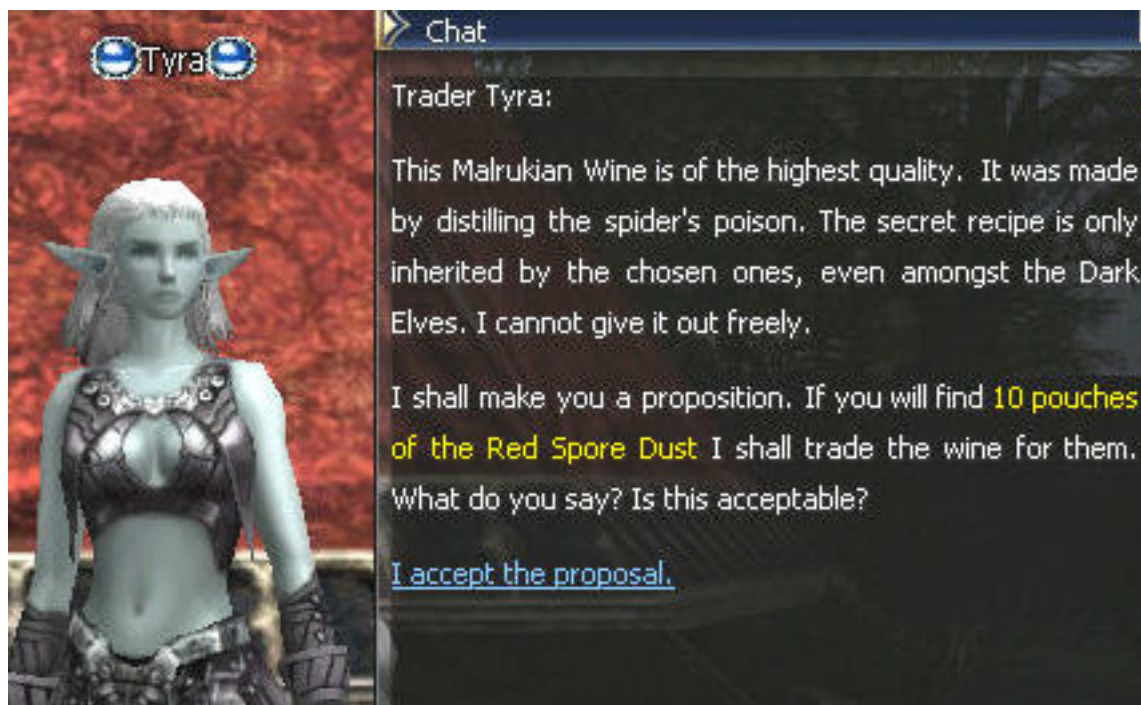 Tyra
Chat
Trader Tyra:
This Malrukian Wine is of the highest quality. It was made
by distilling the spider's poison. The secret recipe is only
inherited by the chosen ones, even amongst the Dark
Elves. I cannot give it out freely.
I shall make you a proposition. If you will find 10 pouches
of the Red Spore Dust I shall trade the wine for them.
What do you say? Is this acceptable?
I accept the proposal.